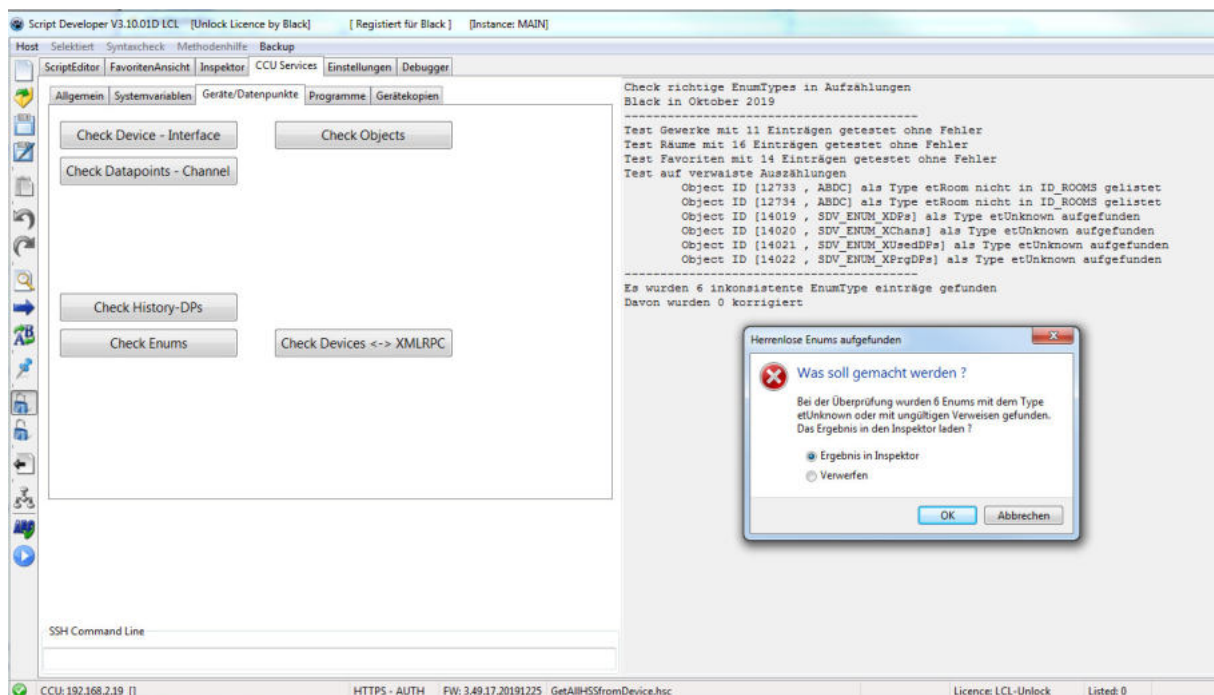 Script Developer V3.10.01D LCL [Unlock Licence by Black] [ Registiert für Black ] [Instance: MAIN]
Host Selektiert Syntaxcheck Methodenhilfe Backup
ScriptEditor FavoritenAnsicht Inspektor CCU Services Einstellungen Debugger
Allgemein Systemvariablen Geräte/Datenpunkte Programme Gerätekopien
Check Device - Interface
Check Objects
Check Datapoints - Channel
Check History-DPs
Check Enums
Check Devices <-> XMLRPC
SSH Command Line
Check richtige EnumTypes in Aufzählungen
Black in Oktober 2019
-----------------------------------------
Test Gewerke mit 11 Einträgen getestet ohne Fehler
Test Räume mit 16 Einträgen getestet ohne Fehler
Test Favoriten mit 14 Einträgen getestet ohne Fehler
Test auf verwaiste Auszählungen
Object ID [12733 , ABDC] als Type etRoom nicht in ID_ROOMS gelistet
Object ID [12734 , ABDC] als Type etRoom nicht in ID_ROOMS gelistet
Object ID [14019 , SDV_ENUM_XDPs] als Type etUnknown aufgefunden
Object ID [14020 , SDV_ENUM_XChans] als Type etUnknown aufgefunden
Object ID [14021 , SDV_ENUM_XUsedDPs] als Type etUnknown aufgefunden
Object ID [14022 , SDV_ENUM_XPrgDPs] als Type etUnknown aufgefunden
-----------------------------------------
Es wurden 6 inkonsistente EnumType einträge gefunden
Davon wurden 0 korrigiert
Herrenlose Enums aufgefunden
Was soll gemacht werden ?
Bei der Überprüfung wurden 6 Enums mit dem Type
etUnknown oder mit ungültigen Verweisen gefunden.
Das Ergebnis in den Inspektor laden ?
Ergebnis in Inspektor
Verwerfen
OK Abbrechen
CCU: 192.168.2.19 [] HTTPS - AUTH FW: 3.49.17.20191225 GetAllHSSfromDevice.hsc Licence: LCL-Unlock Listed: 0